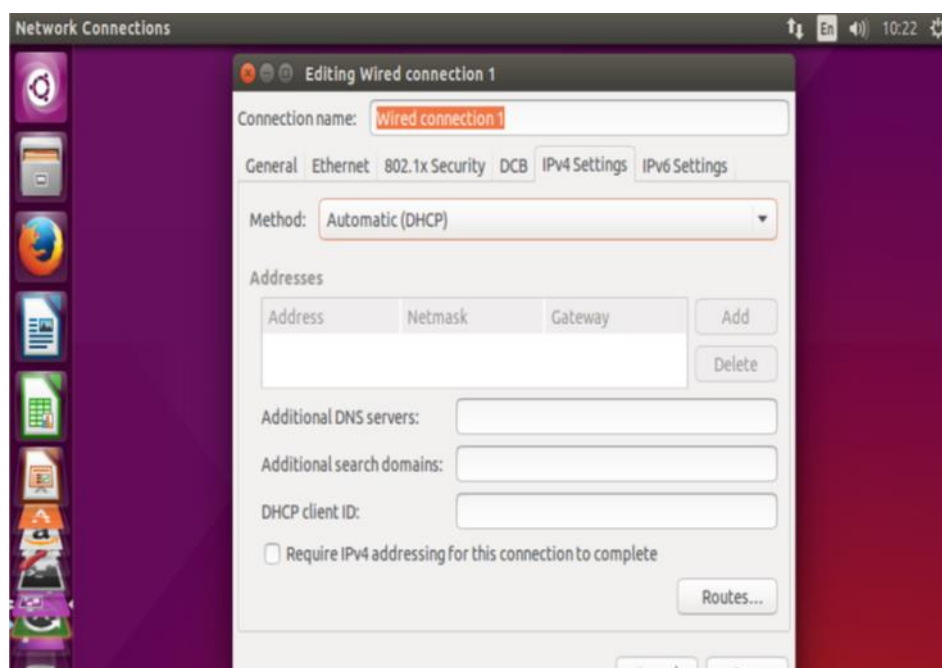 Network Connections En 10:22
Editing Wired connection 1
Connection name: Wired connection 1
General Ethernet 802.1x Security DCB IPv4 Settings IPv6 Settings
Method: Automatic (DHCP)
Addresses
Address Netmask Gateway Add
Delete
Additional DNS servers:
Additional search domains:
DHCP client ID:
Require IPv4 addressing for this connection to complete
Routes...